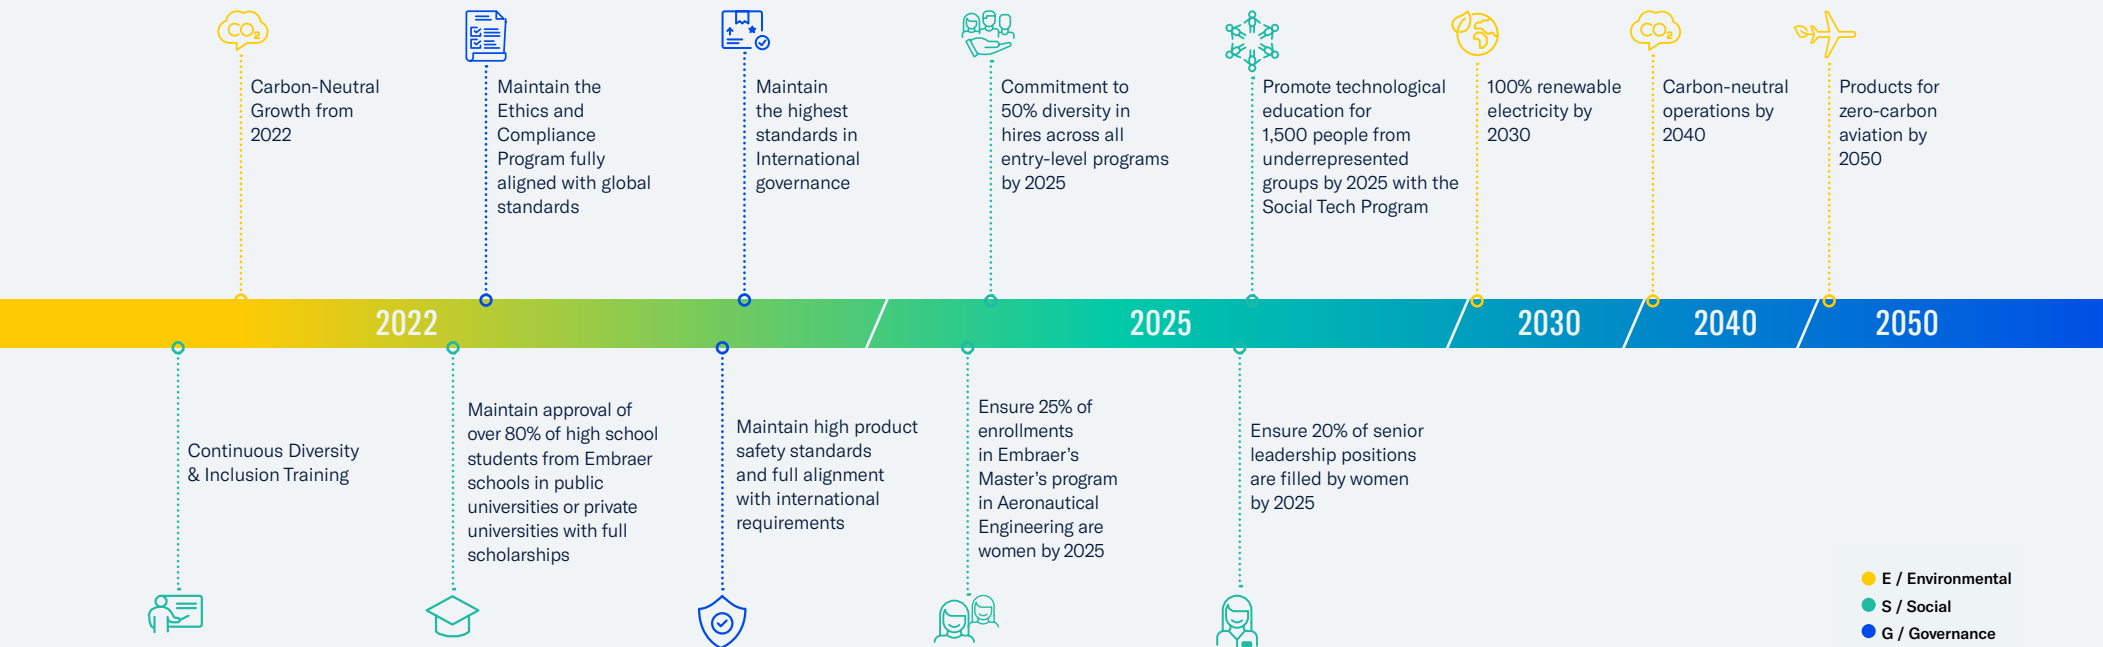 CO2
Carbon-Neutral
Growth from
2022
Maintain the
Ethics and
Compliance
Program fully
aligned with global
standards
Maintain
the highest
standards in
International
governance
Commitment to
50% diversity in
hires across all
entry-level programs
by 2025
Promote technological
education for
1,500 people from
underrepresented
groups by 2025 with the
Social Tech Program
100% renewable
electricity by
2030
CO2
Carbon-neutral
operations by
2040
Products for
zero-carbon
aviation by
2050
2022
2025
2030
2040
2050
Continuous Diversity
& Inclusion Training
Maintain approval of
over 80% of high school
students from Embraer
schools in public
universities or private
universities with full
scholarships
Maintain high product
safety standards
and full alignment
with international
requirements
Ensure 25% of
enrollments
in Embraer’s
Master’s program
in Aeronautical
Engineering are
women by 2025
Ensure 20% of senior
leadership positions
are filled by women
by 2025
E / Environmental
S / Social
G / Governance